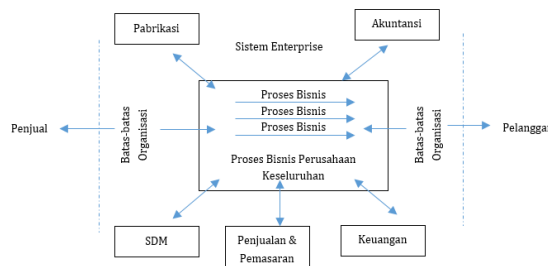 Pabrikasi
Akuntansi
Sistem Enterprise
Proses Bisnis
Proses Bisnis
Proses Bisnis
Penjual
Batas-batas
Organisasi
Batas-batas
Organisasi
Pelanggan
Proses Bisnis Perusahaan
Keseluruhan
SDM
Penjualan &
Pemasaran
Keuangan